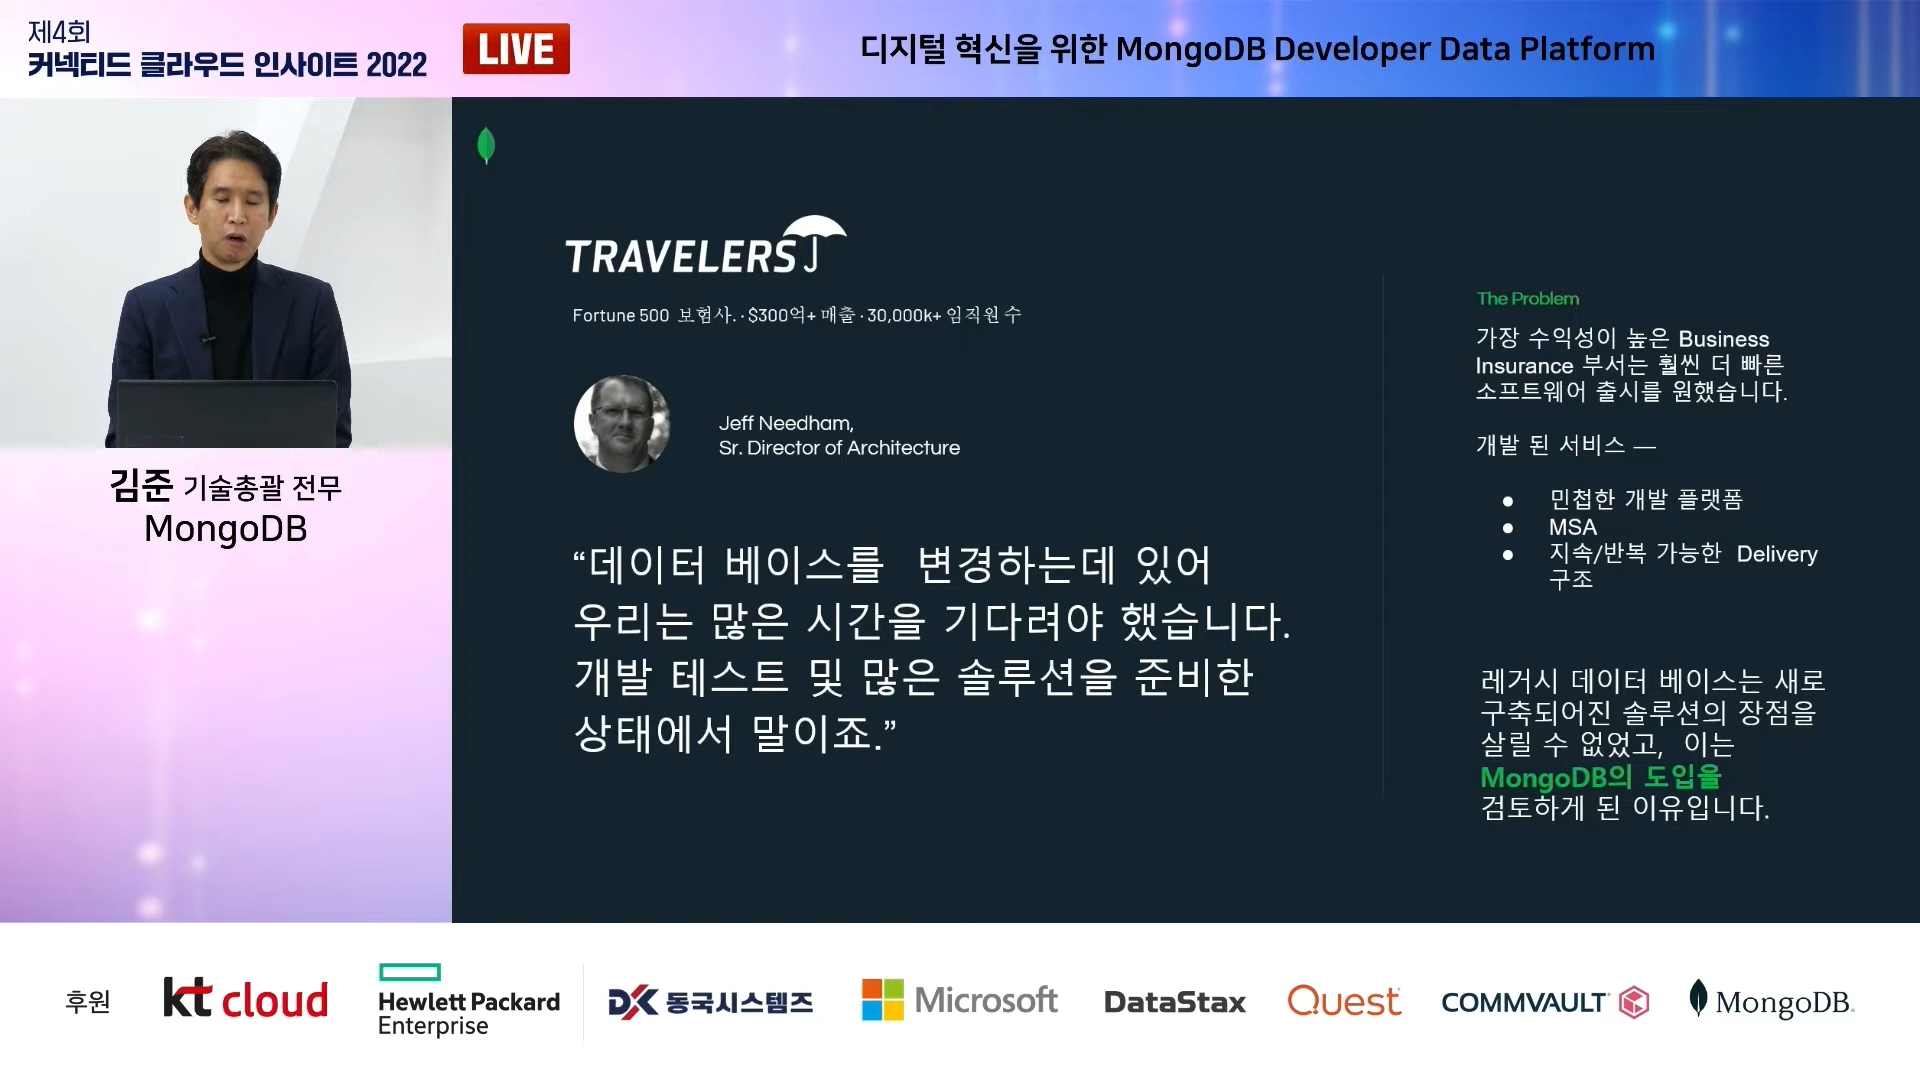 제4회
커넥티드 클라우드 인사이트 2022
LIVE
디지털 혁신을 위한 MongoDB Developer Data Platform
김준 기술총괄 전무
MongoDB
TRAVELERS
Fortune 500 보험사. · $300억+ 매출 · 30,000k+ 임직원 수
Jeff Needham,
Sr. Director of Architecture
“데이터 베이스를 변경하는데 있어
우리는 많은 시간을 기다려야 했습니다.
개발 테스트 및 많은 솔루션을 준비한
상태에서 말이죠.”
The Problem
가장 수익성이 높은 Business
Insurance 부서는 훨씬 더 빠른
소프트웨어 출시를 원했습니다.
개발 된 서비스 —
● 민첩한 개발 플랫폼
● MSA
● 지속/반복 가능한 Delivery
구조
레거시 데이터 베이스는 새로
구축되어진 솔루션의 장점을
살릴 수 없었고, 이는
MongoDB의 도입을
검토하게 된 이유입니다.
후원
kt cloud
Hewlett Packard
Enterprise
DK 동국시스템즈
Microsoft
DataStax
Quest
COMMVAULT
MongoDB.